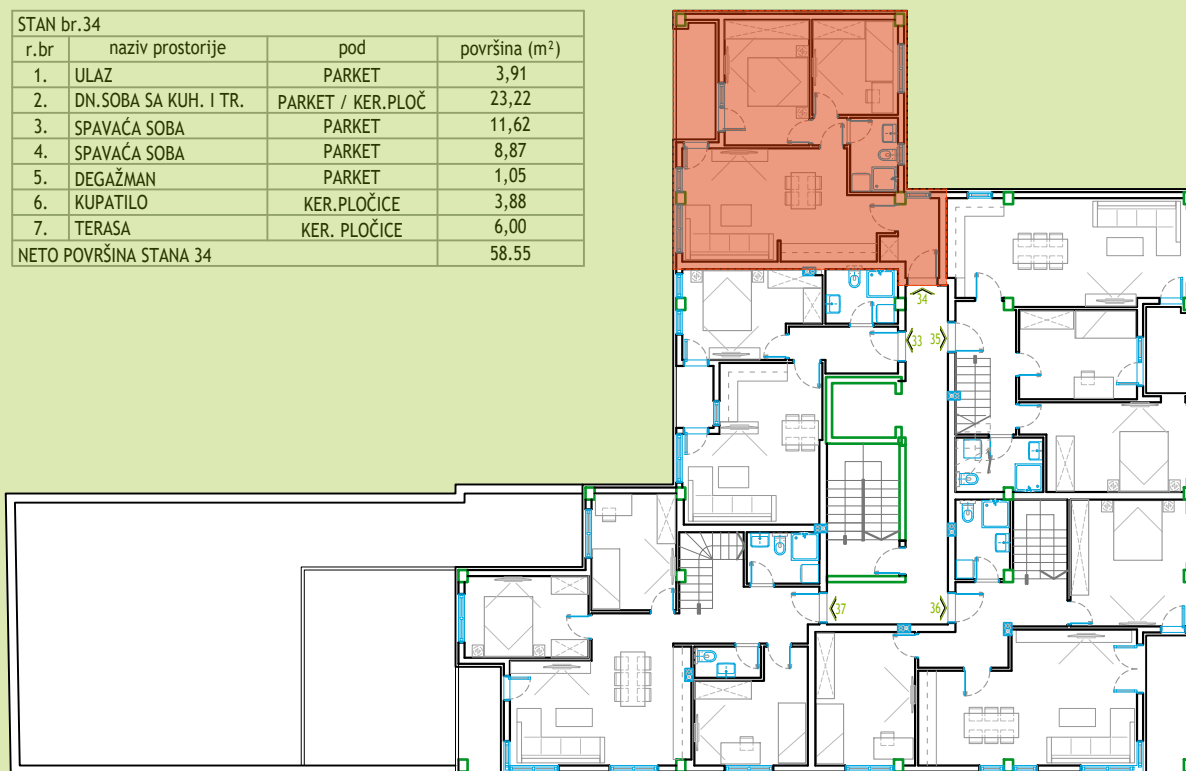 STAN br.34
r.br naziv prostorije pod površina (m²)
1. ULAZ PARKET 3,91
2. DN.SOBA SA KUH. I TR. PARKET / KER.PLOČ 23,22
3. SPAVAĆA SOBA PARKET 11,62
4. SPAVAĆA SOBA PARKET 8,87
5. DEGAŽMAN PARKET 1,05
6. KUPATILO KER.PLOČICE 3,88
7. TERASA KER. PLOČICE 6,00
NETO POVRŠINA STANA 34 58.55
34
33 35
37 36